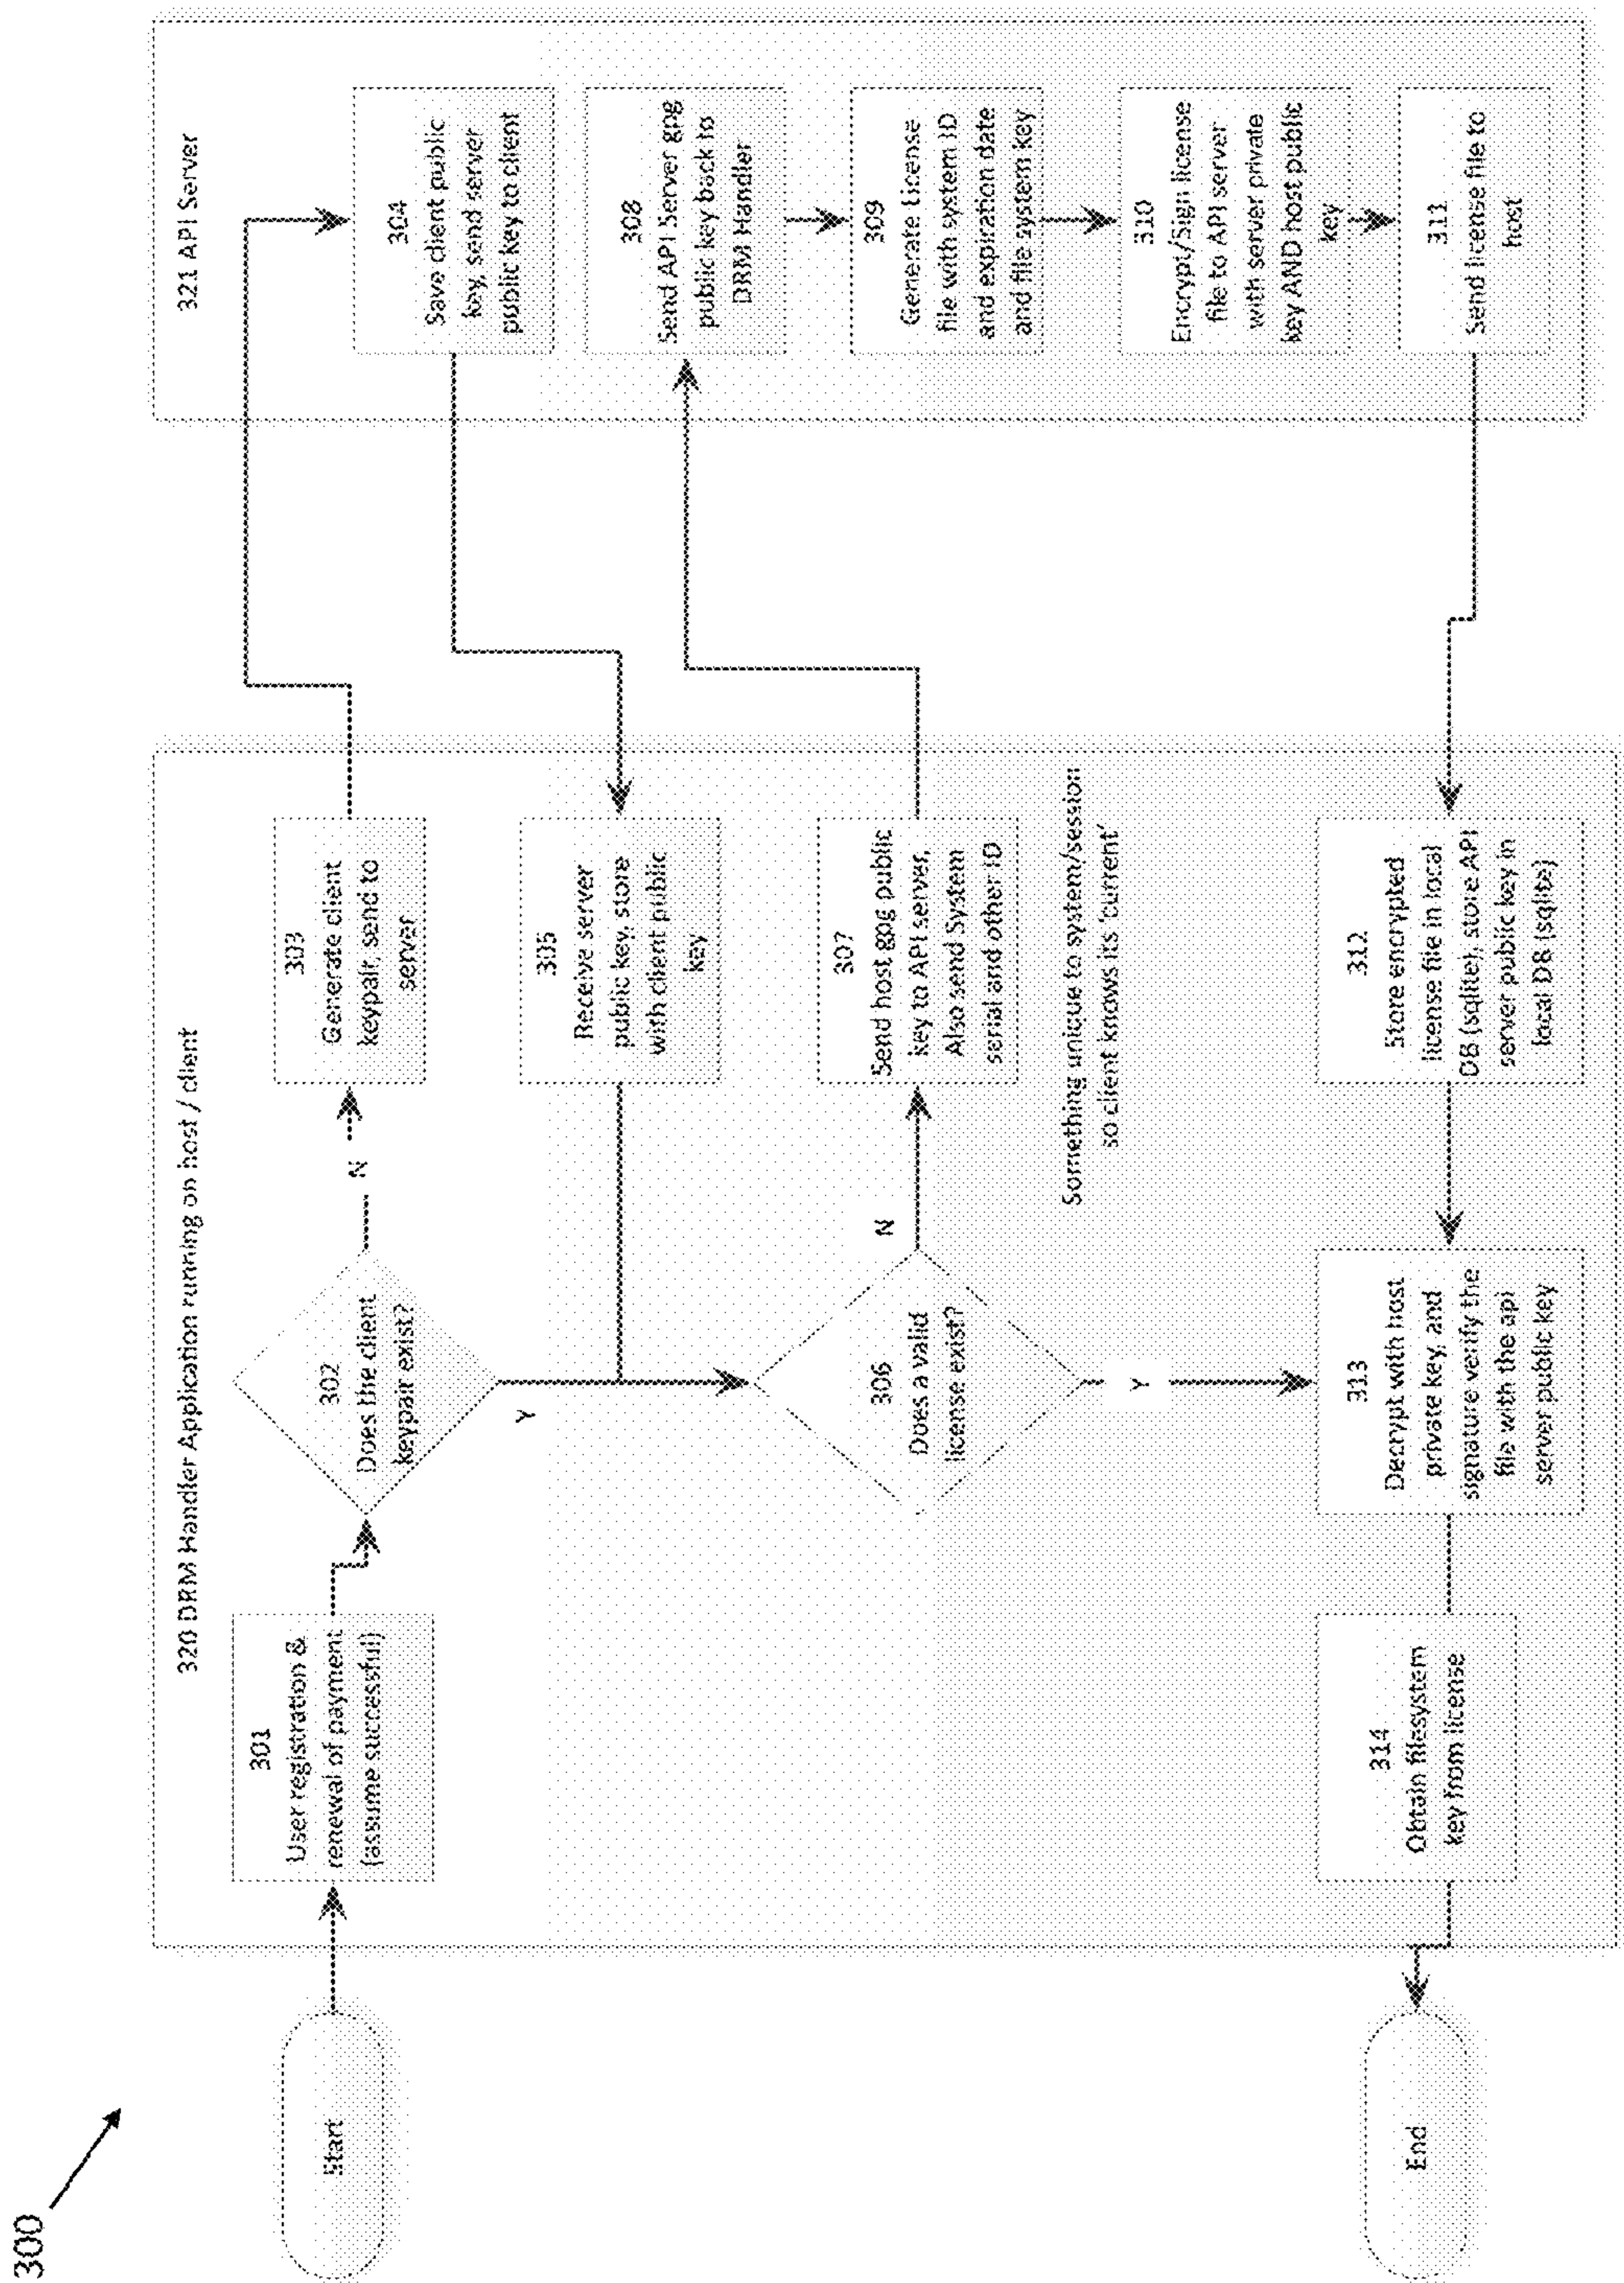 300
Start
End
320 DRM Handler Application running on host / client
301
User registration &
renewal of payment
(assume successful)
302
Does the client
keypair exist?
N
Y
303
Generate client
keypair, send to
server
305
Receive server
public key, store
with client public
key
306
Does a valid
license exist?
N
Y
307
Send host gpg public
key to API server,
Also send System
serial and other ID
Something unicue to system/session
so client knows its 'current'
312
Store encrypted
license file in local
DB (sqlite), store API
server public key in
local DB (sqlite)
313
Decrypt with host
private key, and
signature verify the
file with the api
server public key
314
Obtain filesystem
key from license
321 API Server
304
Save client public
key, send server
public key to client
308
Send API Server gpg
public key back to
DRM Handler
309
Generate License
file with system ID
and expiration date
and file system key
310
Encrypt/Sign license
file to API server
with server private
key AND host public
key
311
Send license file to
host